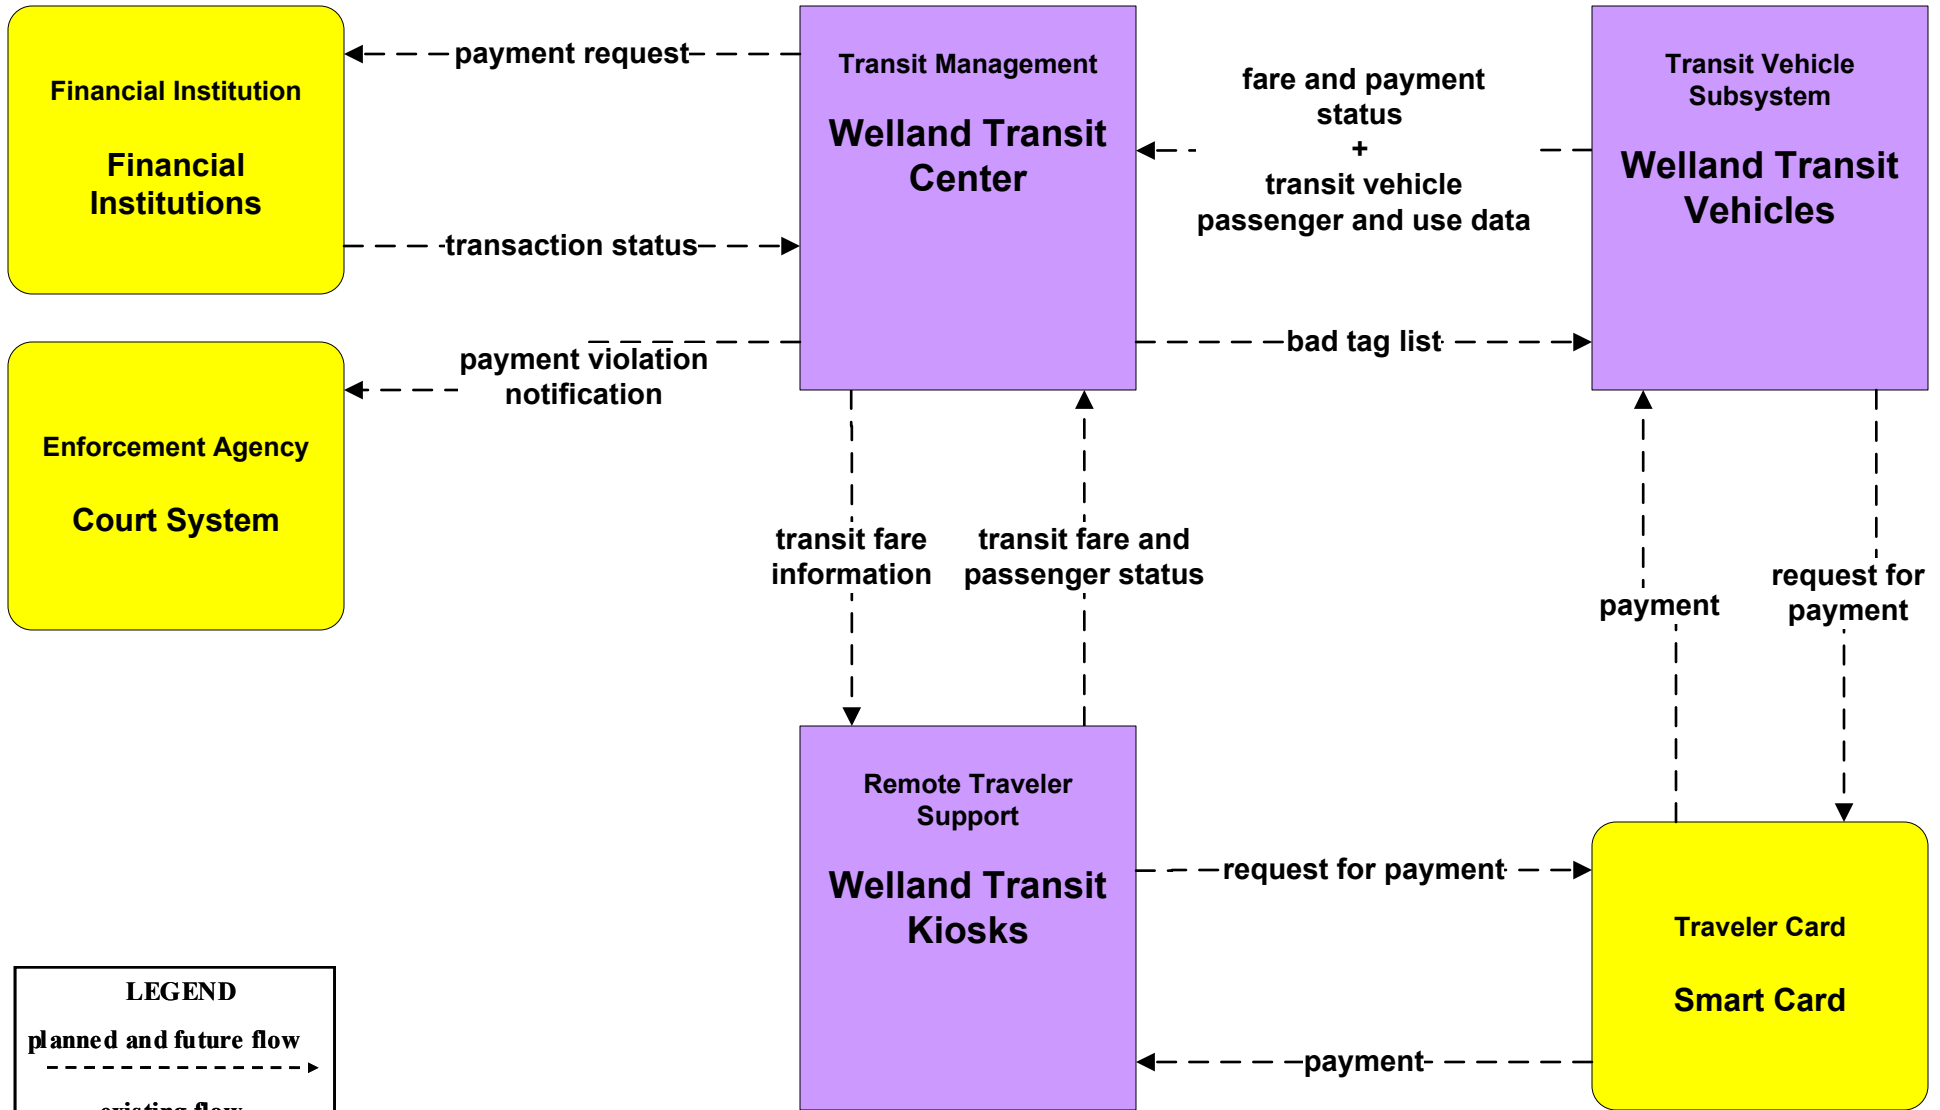 Financial Institution
Financial
Institutions
payment request
transaction status
Transit Management
Welland Transit
Center
fare and payment
status
+
transit vehicle
passenger and use data
Transit Vehicle
Subsystem
Welland Transit
Vehicles
bad tag list
payment violation
notification
Enforcement Agency
Court System
transit fare
information
transit fare and
passenger status
payment
request for
payment
Remote Traveler
Support
Welland Transit
Kiosks
request for payment
payment
Traveler Card
Smart Card
LEGEND
planned and future flow
existing flow